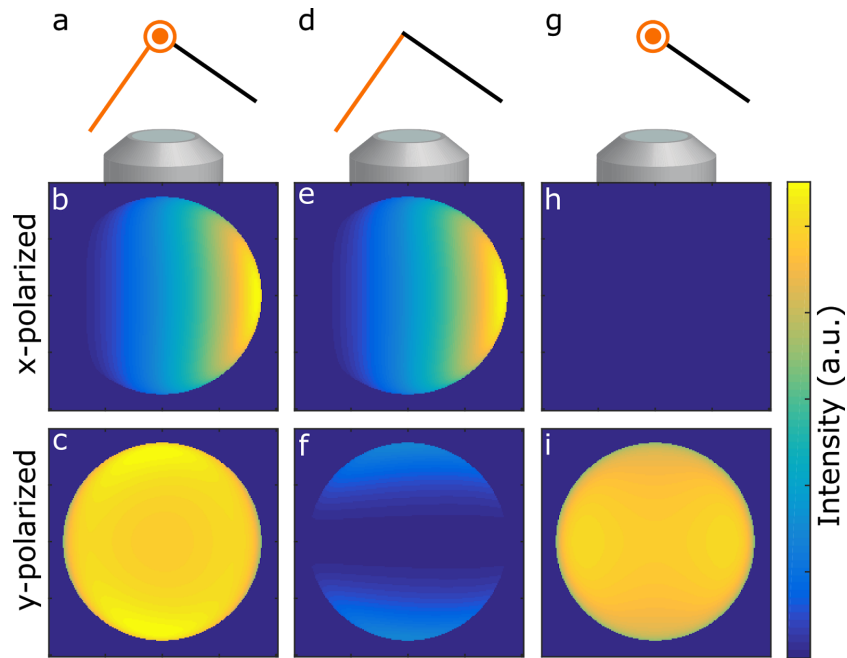 a
d
g
b
e
h
x-polarized
c
f
i
y-polarized
Intensity (a.u.)